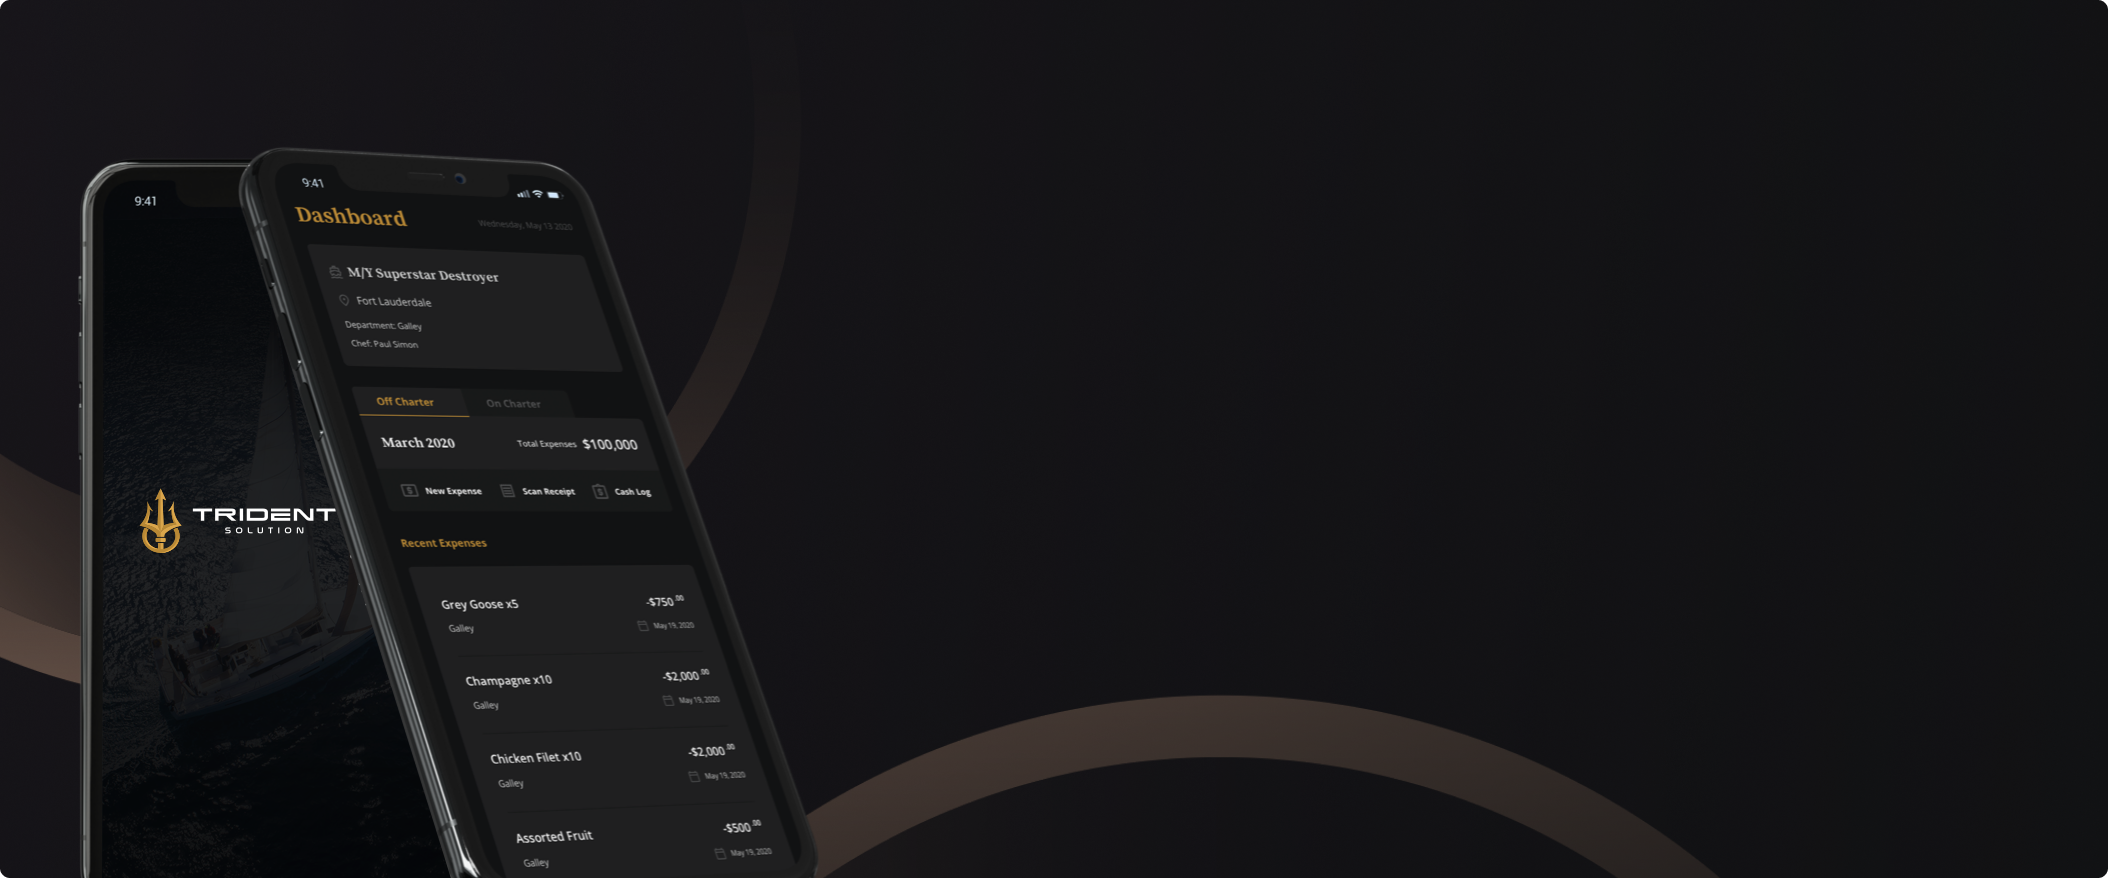 9:41
TRIDENT
SOLUTION
9:41
Dashboard
Wednesday, May 13 2020
M/Y Superstar Destroyer
Fort Lauderdale
Department: Galley
Chef: Paul Simon
Off Charter
On Charter
March 2020
Total Expenses $100,000
New Expense
Scan Receipt
Cash Log
Recent Expenses
Grey Goose x5
-$750.00
Galley
May 19, 2020
Champagne x10
-$2,000.00
Galley
May 19, 2020
Chicken Filet x10
-$2,000.00
Galley
May 19, 2020
Assorted Fruit
-$500.00
Galley
May 19, 2020